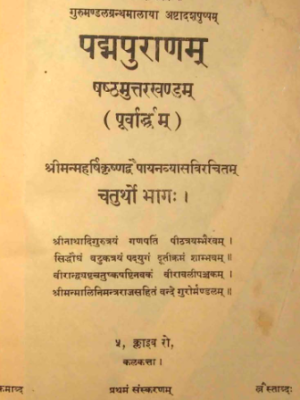 गुरुमण्डलग्रन्थमालाया अष्टादशपुष्पम्
पद्मपुराणम्
षष्ठमुत्तरखण्डम्
( पूर्वार्द्धम् )
श्रीमन्महर्षिकृष्णद्वैपायनव्यासविरचितम्
चतुर्थो भागः ।
श्रीनाथादिगुरुत्रयं गणपतिं पीठत्रयम्भैरवम् ।
सिद्धौघं बटुकत्रयं पदयुगं दूतीक्रमं शाम्भवम् ॥
वीरान्द्व्यष्टचतुष्कषष्टिनवकं वीरावलीपञ्चकम् ।
श्रीमन्मालिनिमन्त्रराजसहितं वन्दे गुरोर्मण्डलम् ॥
५, क्लाइव रो,
कलकत्ता ।
प्रथमं संस्करणम्